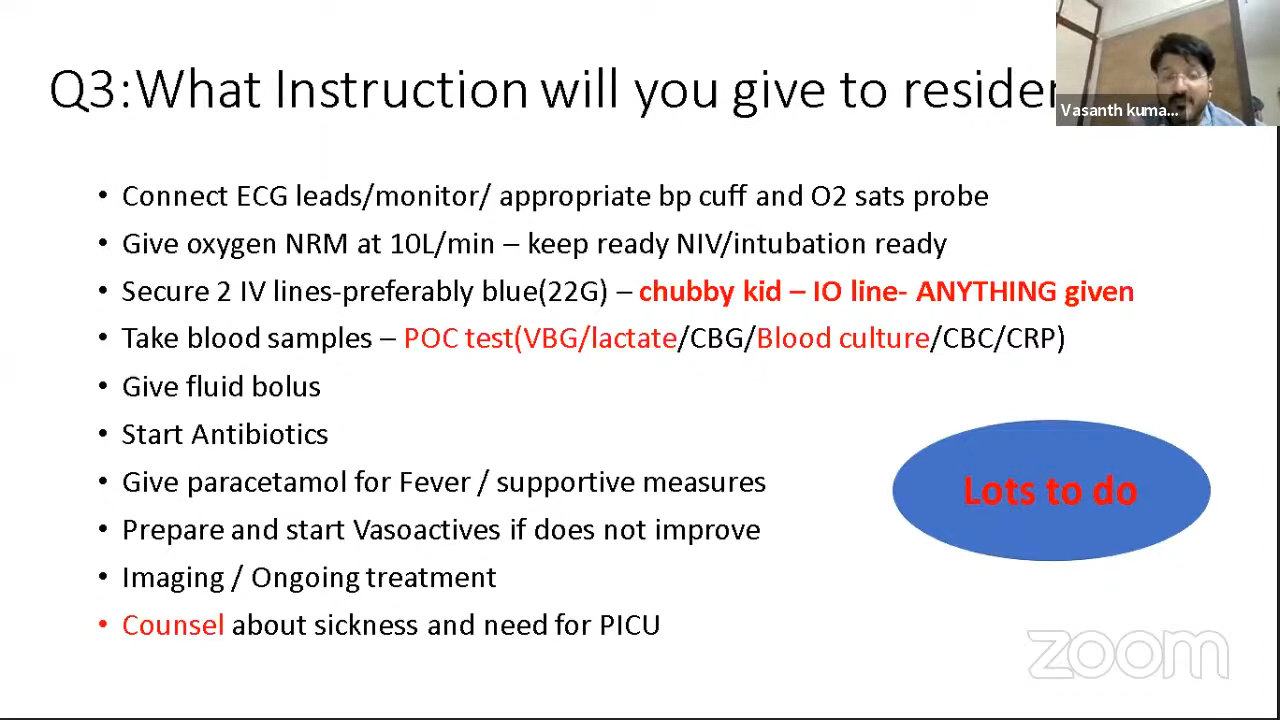 Q3:What Instruction will you give to residen
Vasanth kuma...
• Connect ECG leads/monitor/ appropriate bp cuff and O2 sats probe
• Give oxygen NRM at 10L/min – keep ready NIV/intubation ready
• Secure 2 IV lines-preferably blue(22G) – chubby kid – IO line- ANYTHING given
• Take blood samples – POC test(VBG/lactate/CBG/Blood culture/CBC/CRP)
• Give fluid bolus
• Start Antibiotics
• Give paracetamol for Fever / supportive measures
• Prepare and start Vasoactives if does not improve
• Imaging / Ongoing treatment
• Counsel about sickness and need for PICU
Lots to do
zoom